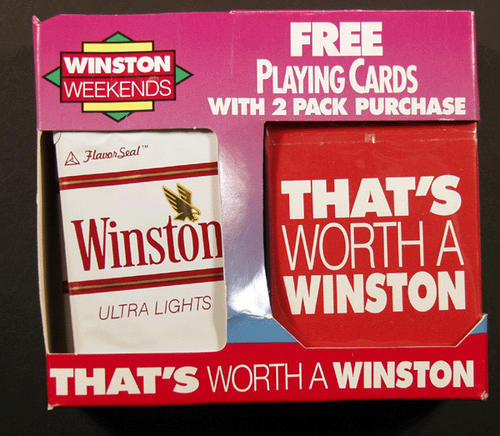 WINSTON
WEEKENDS
FREE
PLAYING CARDS
WITH 2 PACK PURCHASE
FlavorSeal™
Winston
ULTRA LIGHTS
THAT'S
WORTH A
WINSTON
THAT'S WORTH A WINSTON